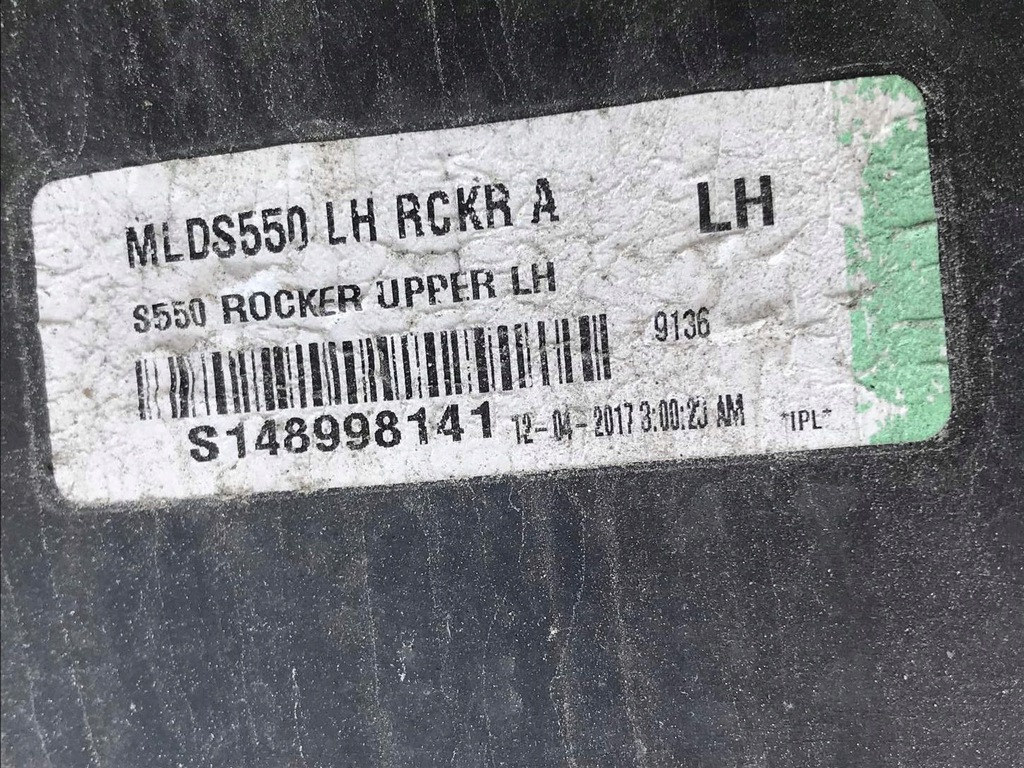 MLDS550 LH RCKR A LH
S550 ROCKER UPPER LH
9136
S148998141 12-04-2017 3:00:23 AM *IPL*